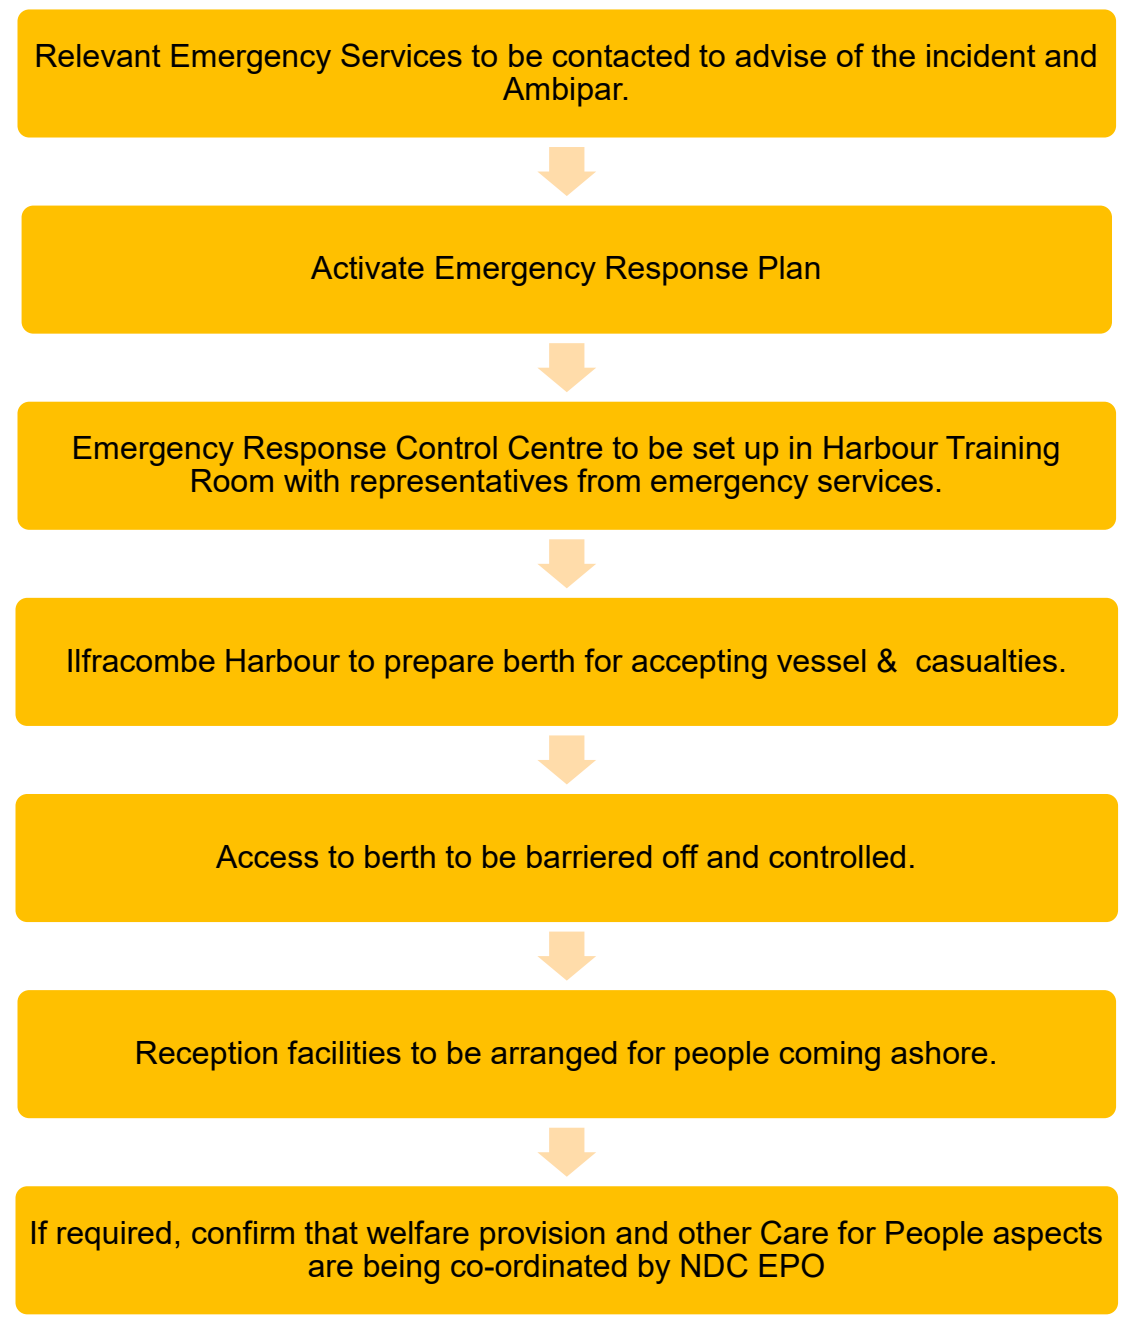 Relevant Emergency Services to be contacted to advise of the incident and
Ambipar.
Activate Emergency Response Plan
Emergency Response Control Centre to be set up in Harbour Training
Room with representatives from emergency services.
Ilfracombe Harbour to prepare berth for accepting vessel &  casualties.
Access to berth to be barriered off and controlled.
Reception facilities to be arranged for people coming ashore.
If required, confirm that welfare provision and other Care for People aspects
are being co-ordinated by NDC EPO